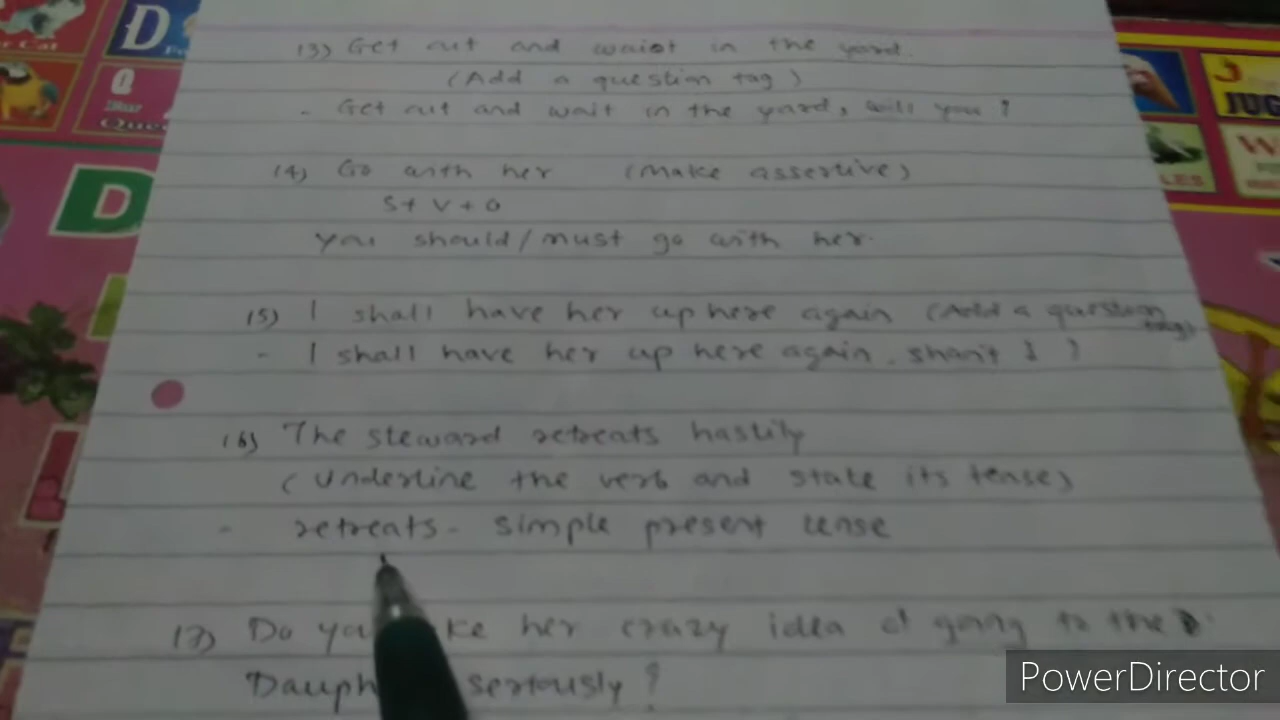 D
Q
Que
D
J
JUG
LES
13) Get out and waiot in the yard.
(Add a question tag)
- Get out and wait in the yard, will you?
14) Go with her (Make assertive)
S+ V + O
You should/must go with her.
15) I shall have her up here again (Add a question
tag)
- I shall have her up here again. shan't I ?
16) The steward retreats hastily
(Underline the verb and state its tense)
- retreats - simple present tense
17) Do you her crazy idea of going to the
seriously?
PowerDirector